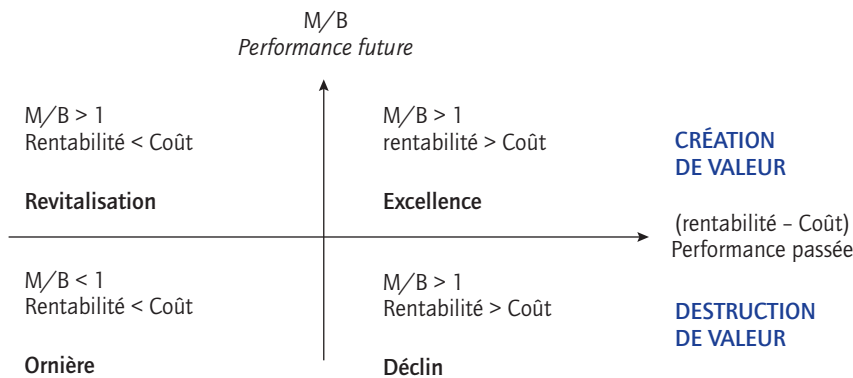 M/B
Performance future
M/B > 1
Rentabilité < Coût
Revitalisation
M/B > 1
rentabilité > Coût
Excellence
CRÉATION
DE VALEUR
(rentabilité – Coût)
Performance passée
M/B < 1
Rentabilité < Coût
Ornière
M/B > 1
Rentabilité > Coût
Déclin
DESTRUCTION
DE VALEUR